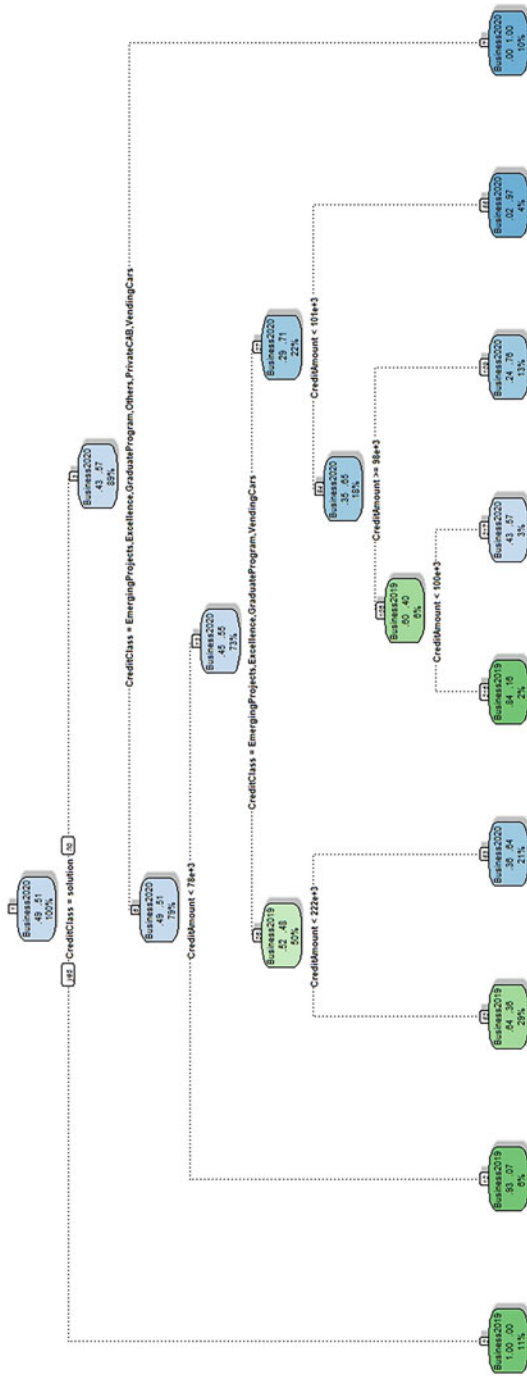 Business2020
.49 .51
100%
yes
CreditClass = solution
no
Business2020
.43 .57
89%
CreditClass = EmergingProjects,Excellence,GraduateProgram,Others,PrivateCAB,VendingCars
Business2020
.49 .51
79%
CreditAmount < 78e+3
Business2020
.45 .55
73%
CreditClass = EmergingProjects,Excellence,GraduateProgram,VendingCars
Business2019
.52 .48
50%
CreditAmount < 222e+3
Business2020
.29 .71
22%
CreditAmount < 101e+3
Business2020
.35 .65
18%
CreditAmount >= 98e+3
Business2019
.60 .40
6%
CreditAmount < 100e+3
Business2019
1.00 .00
11%
Business2019
.93 .07
6%
Business2019
.64 .36
29%
Business2020
.36 .64
21%
Business2019
.84 .16
2%
Business2020
.43 .57
3%
Business2020
.24 .76
13%
Business2020
.02 .97
4%
Business2020
.00 1.00
10%